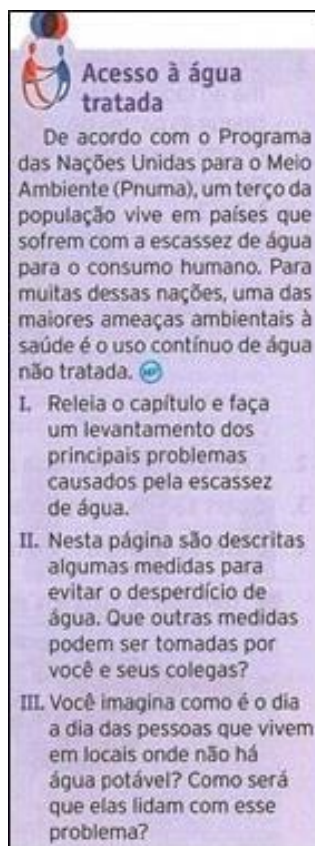 Acesso à água
tratada
De acordo com o Programa
das Nações Unidas para o Meio
Ambiente (Pnuma), um terço da
população vive em países que
sofrem com a escassez de água
para o consumo humano. Para
muitas dessas nações, uma das
maiores ameaças ambientais à
saúde é o uso contínuo de água
não tratada.
I. Releia o capítulo e faça
um levantamento dos
principais problemas
causados pela escassez
de água.
II. Nesta página são descritas
algumas medidas para
evitar o desperdício de
água. Que outras medidas
podem ser tomadas por
você e seus colegas?
III. Você imagina como é o dia
a dia das pessoas que vivem
em locais onde não há
água potável? Como será
que elas lidam com esse
problema?